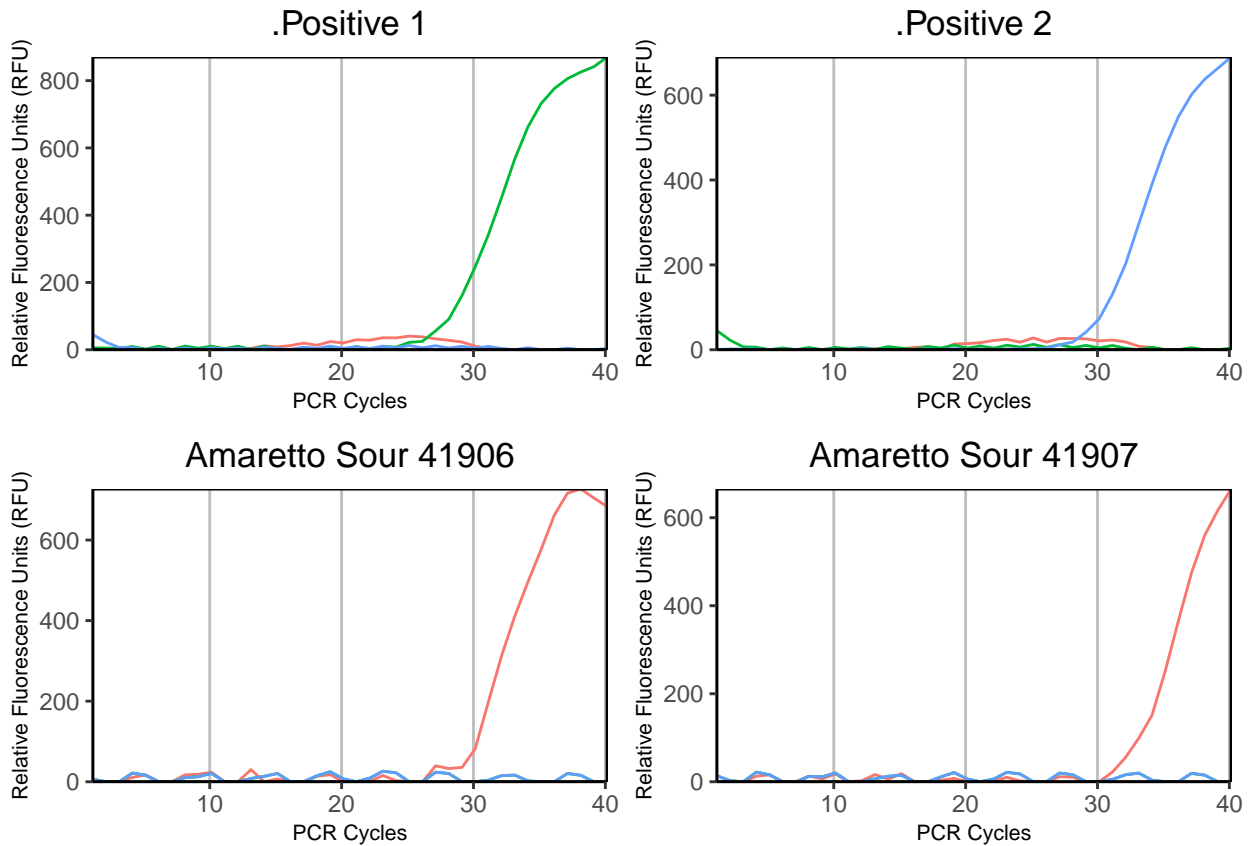 .Positive 1
Relative Fluorescence Units (RFU)
800
600
400
200
0
10 20 30 40
PCR Cycles
.Positive 2
Relative Fluorescence Units (RFU)
600
400
200
0
10 20 30 40
PCR Cycles
Amaretto Sour 41906
Relative Fluorescence Units (RFU)
600
400
200
0
10 20 30 40
PCR Cycles
Amaretto Sour 41907
Relative Fluorescence Units (RFU)
600
400
200
0
10 20 30 40
PCR Cycles